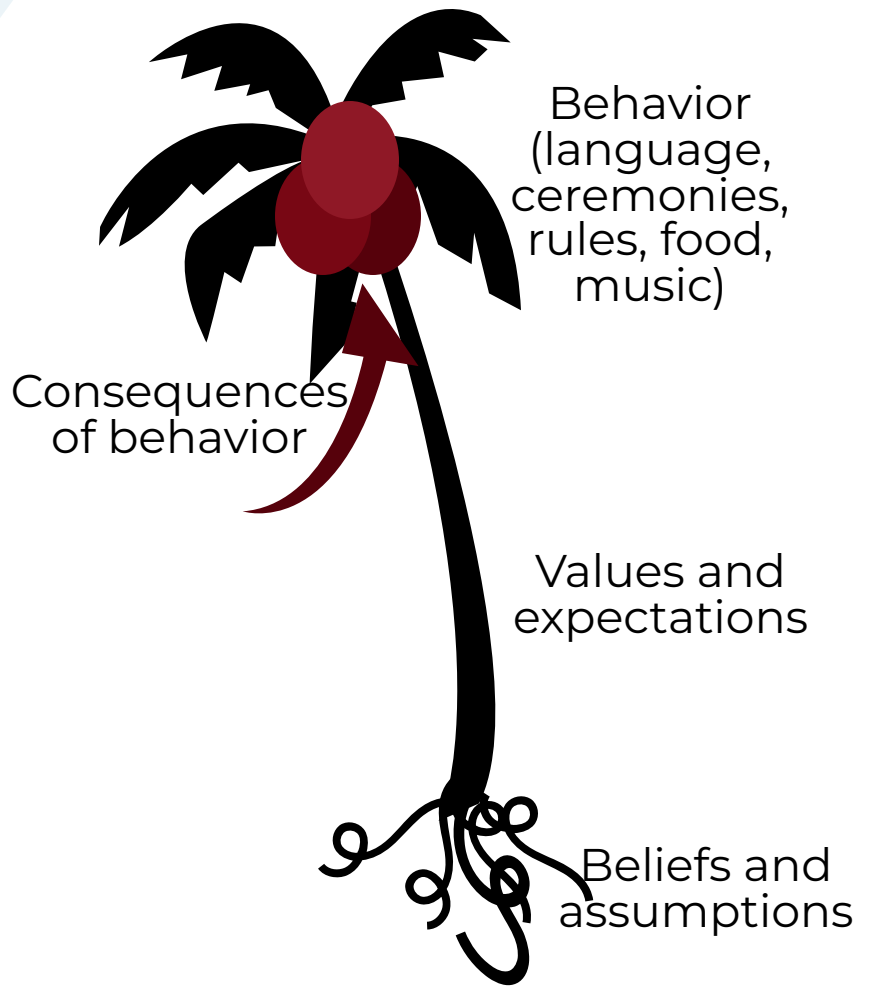 Behavior
(language,
ceremonies,
rules, food,
music)
Consequences
of behavior
Values and
expectations
Beliefs and
assumptions